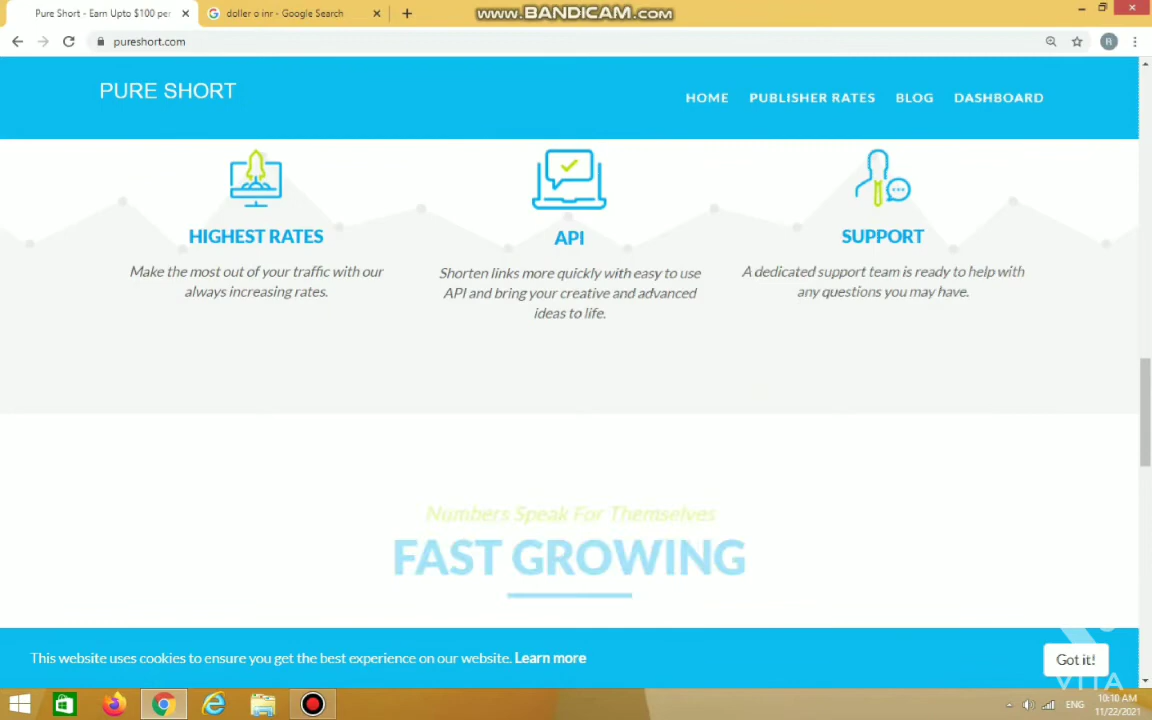 Pure Short - Earn Upto $100 per
doller o inr - Google Search
www.BANDICAM.com
pureshort.com
R
PURE SHORT
HOME
PUBLISHER RATES
BLOG
DASHBOARD
HIGHEST RATES
API
SUPPORT
Make the most out of your traffic with our
always increasing rates.
Shorten links more quickly with easy to use
API and bring your creative and advanced
ideas to life.
A dedicated support team is ready to help with
any questions you may have.
Numbers Speak For Themselves
FAST GROWING
This website uses cookies to ensure you get the best experience on our website. Learn more
Got it!
VITA
ENG
10:10 AM
11/22/2021